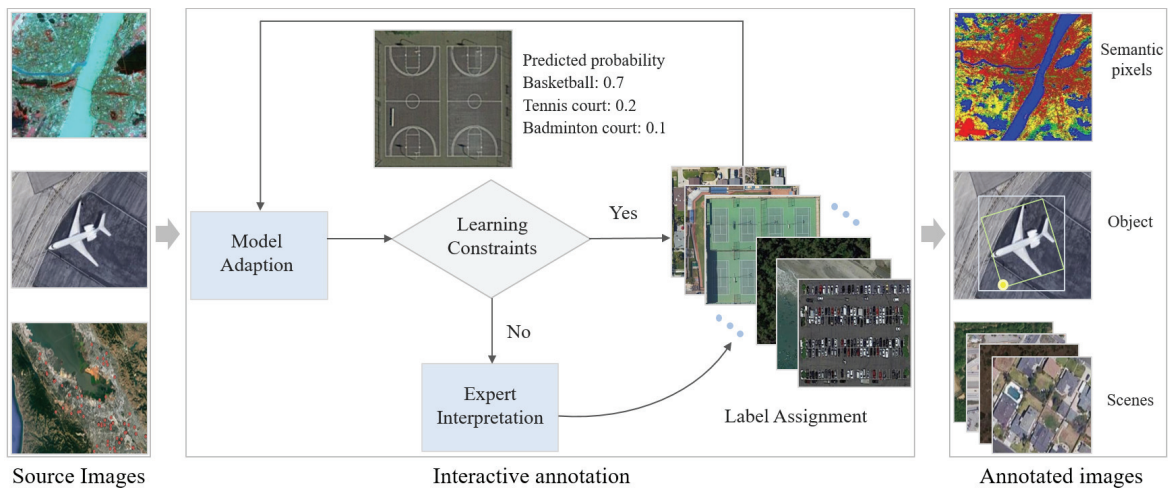 Predicted probability
Basketball: 0.7
Tennis court: 0.2
Badminton court: 0.1
Model
Adaption
Learning
Constraints
Yes
No
Expert
Interpretation
Label Assignment
Semantic
pixels
Object
Scenes
Source Images
Interactive annotation
Annotated images